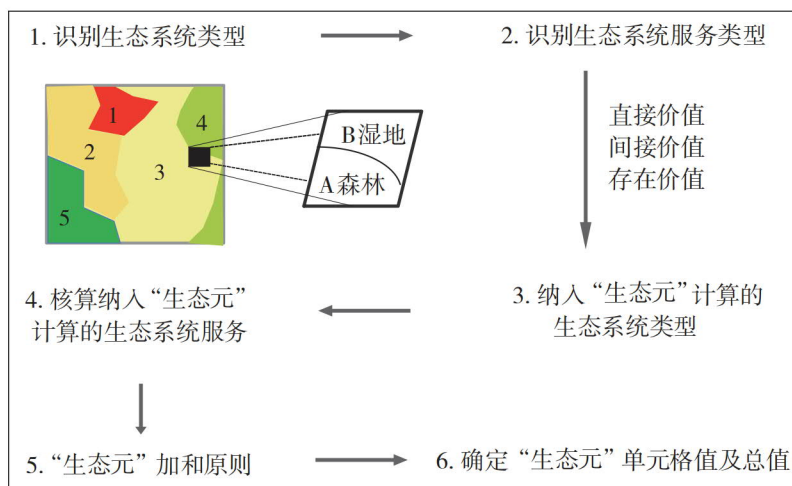 1. 识别生态系统类型
2. 识别生态系统服务类型
1
2
3
4
5
B湿地
A森林
直接价值
间接价值
存在价值
3. 纳入“生态元”计算的
生态系统类型
4. 核算纳入“生态元”
计算的生态系统服务
5. “生态元”加和原则
6. 确定“生态元”单元格值及总值